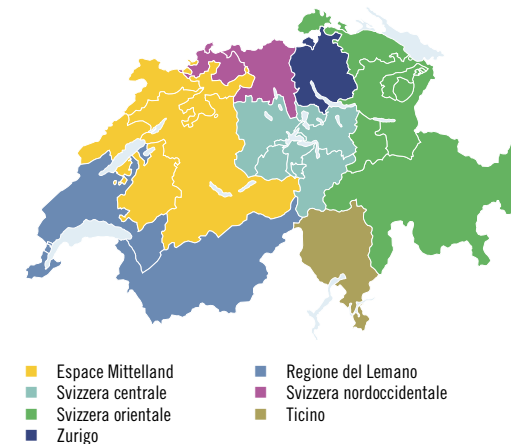 Espace Mittelland
Svizzera centrale
Svizzera orientale
Zurigo
Regione del Lemano
Svizzera nordoccidentale
Ticino